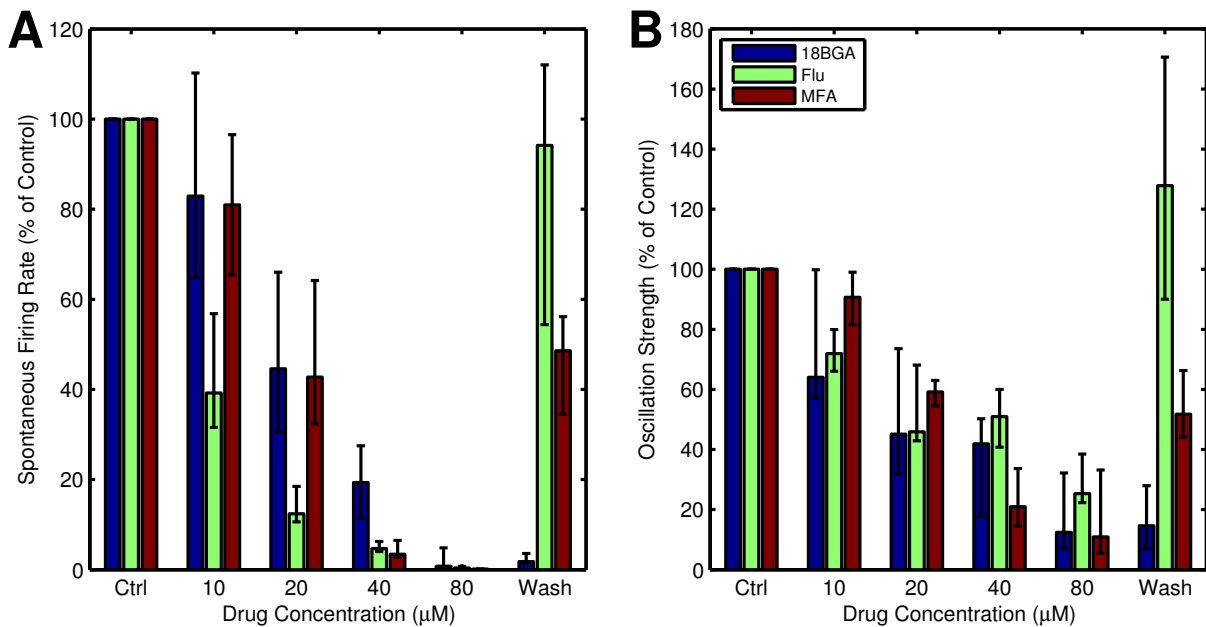 A
120
100
80
60
40
20
0
Spontaneous Firing Rate (% of Control)
Ctrl 10 20 40 80 Wash
Drug Concentration (µM)
B
180
160
140
120
100
80
60
40
20
0
Oscillation Strength (% of Control)
18BGA
Flu
MFA
Ctrl 10 20 40 80 Wash
Drug Concentration (µM)